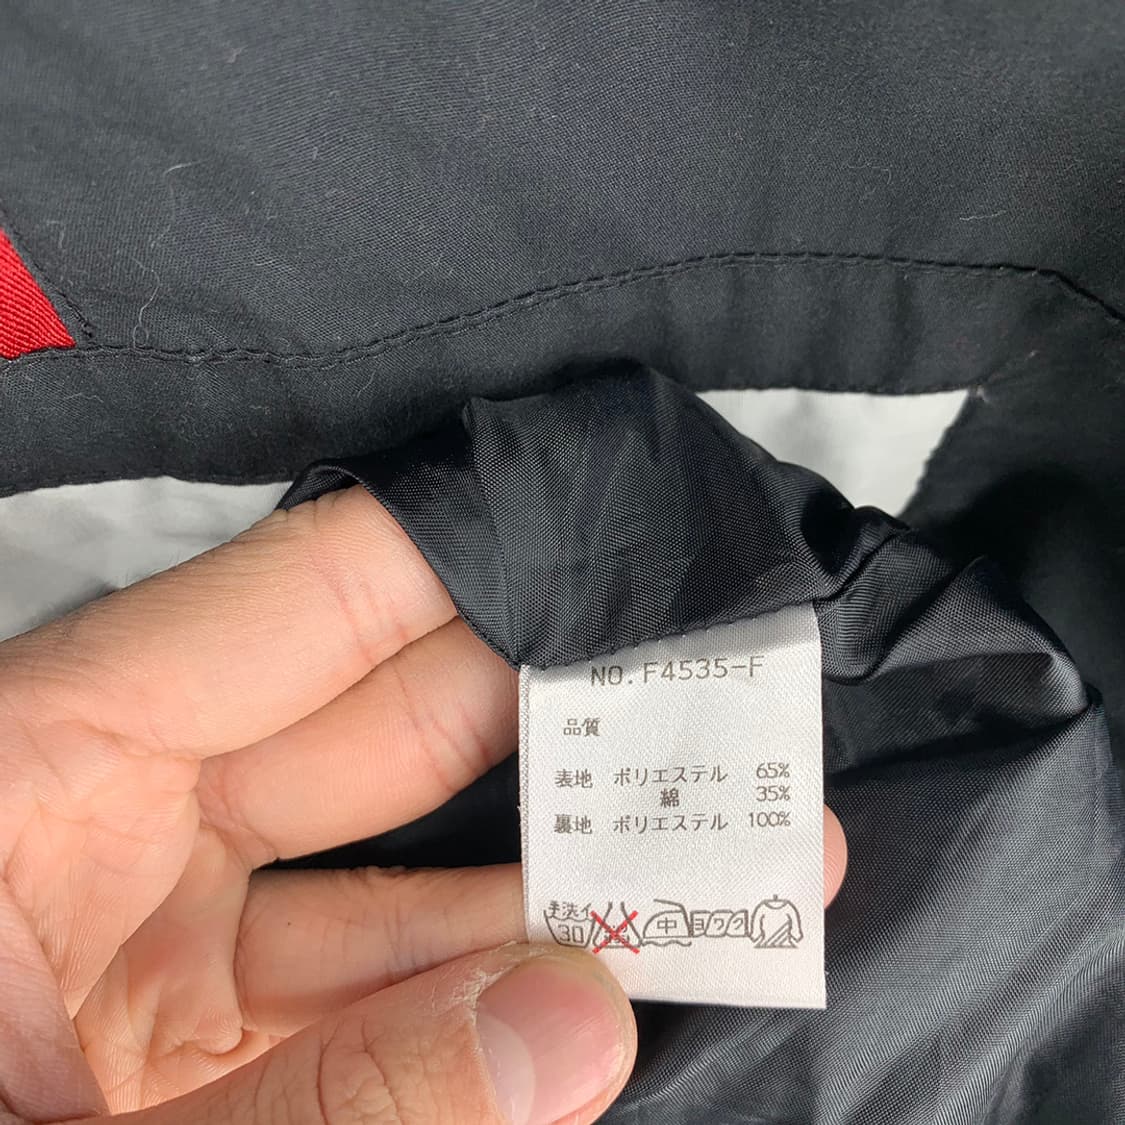 NO.F4535-F
品質
表地 ポリエステル 65%
綿 35%
裏地 ポリエステル 100%
手洗イ
30 中 ヨワク